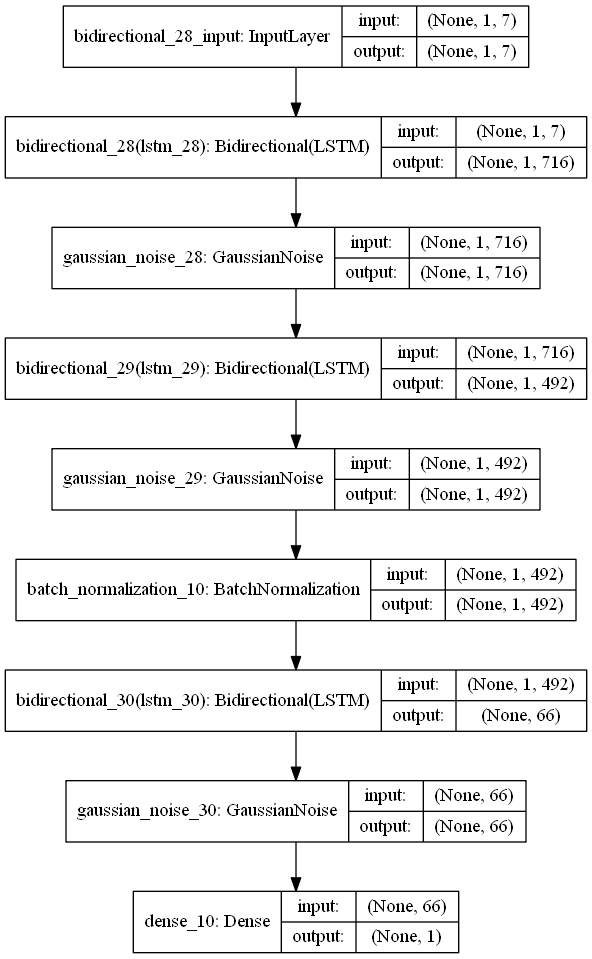 bidirectional_28_input: InputLayer
input: (None, 1, 7)
output: (None, 1, 7)
bidirectional_28(lstm_28): Bidirectional(LSTM)
input: (None, 1, 7)
output: (None, 1, 716)
gaussian_noise_28: GaussianNoise
input: (None, 1, 716)
output: (None, 1, 716)
bidirectional_29(lstm_29): Bidirectional(LSTM)
input: (None, 1, 716)
output: (None, 1, 492)
gaussian_noise_29: GaussianNoise
input: (None, 1, 492)
output: (None, 1, 492)
batch_normalization_10: BatchNormalization
input: (None, 1, 492)
output: (None, 1, 492)
bidirectional_30(lstm_30): Bidirectional(LSTM)
input: (None, 1, 492)
output: (None, 66)
gaussian_noise_30: GaussianNoise
input: (None, 66)
output: (None, 66)
dense_10: Dense
input: (None, 66)
output: (None, 1)